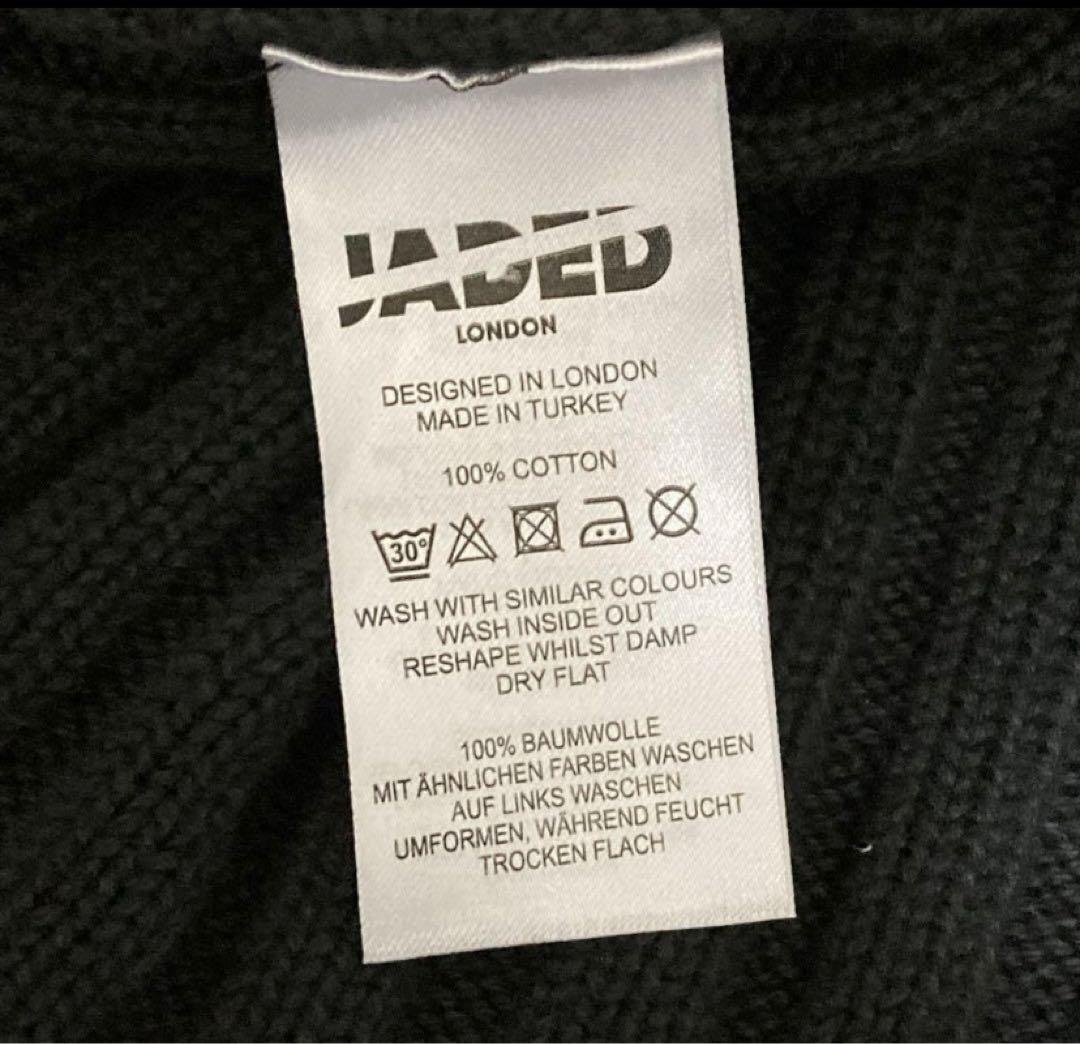 JADED
LONDON
DESIGNED IN LONDON
MADE IN TURKEY
100% COTTON
30°
WASH WITH SIMILAR COLOURS
WASH INSIDE OUT
RESHAPE WHILST DAMP
DRY FLAT
100% BAUMWOLLE
MIT ÄHNLICHEN FARBEN WASCHEN
AUF LINKS WASCHEN
UMFORMEN, WÄHREND FEUCHT
TROCKEN FLACH